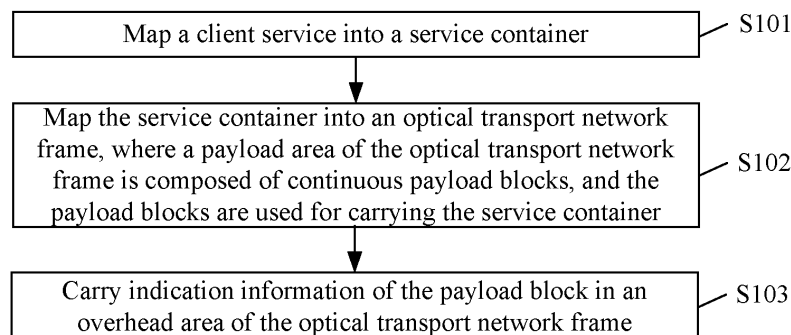 Map a client service into a service container
S101
Map the service container into an optical transport network
frame, where a payload area of the optical transport network
frame is composed of continuous payload blocks, and the
payload blocks are used for carrying the service container
S102
Carry indication information of the payload block in an
overhead area of the optical transport network frame
S103